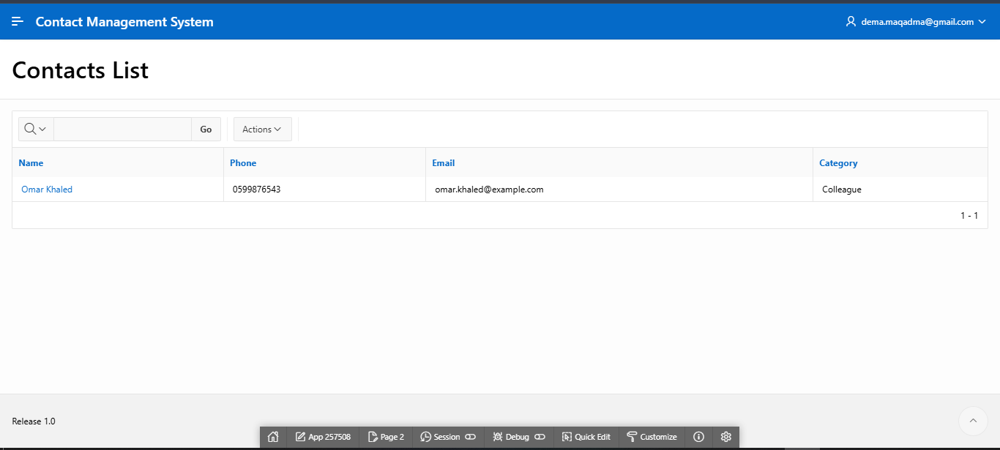 Contact Management System dema.maqadma@gmail.com
Contacts List
Go Actions
Name Phone Email Category
Omar Khaled 0599876543 omar.khaled@example.com Colleague
1 - 1
Release 1.0
App 257508 Page 2 Session Debug Quick Edit Customize